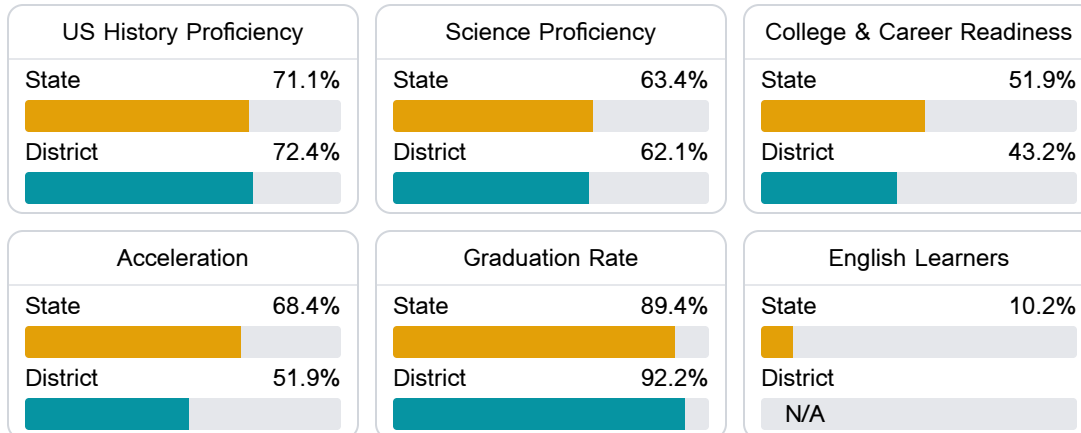 US History Proficiency
State 71.1%
District 72.4%
Science Proficiency
State 63.4%
District 62.1%
College & Career Readiness
State 51.9%
District 43.2%
Acceleration
State 68.4%
District 51.9%
Graduation Rate
State 89.4%
District 92.2%
English Learners
State 10.2%
District
N/A